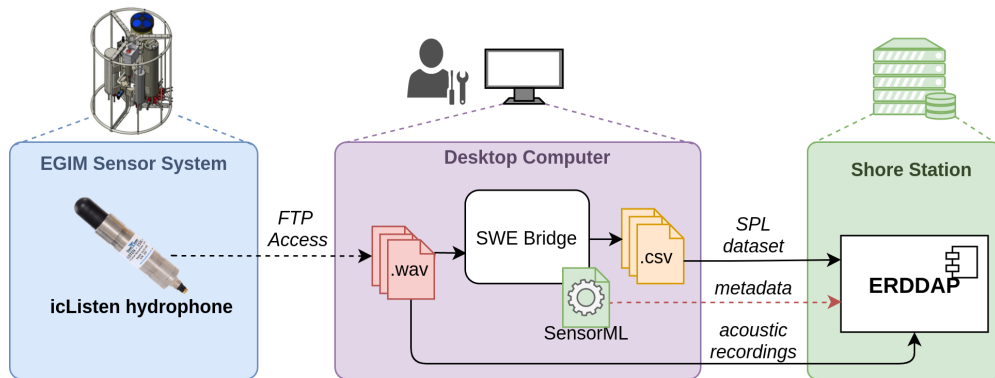 EGIM Sensor System
icListen hydrophone
FTP
Access
Desktop Computer
.wav
SWE Bridge
.csv
SensorML
SPL
dataset
metadata
acoustic
recordings
Shore Station
ERDDAP